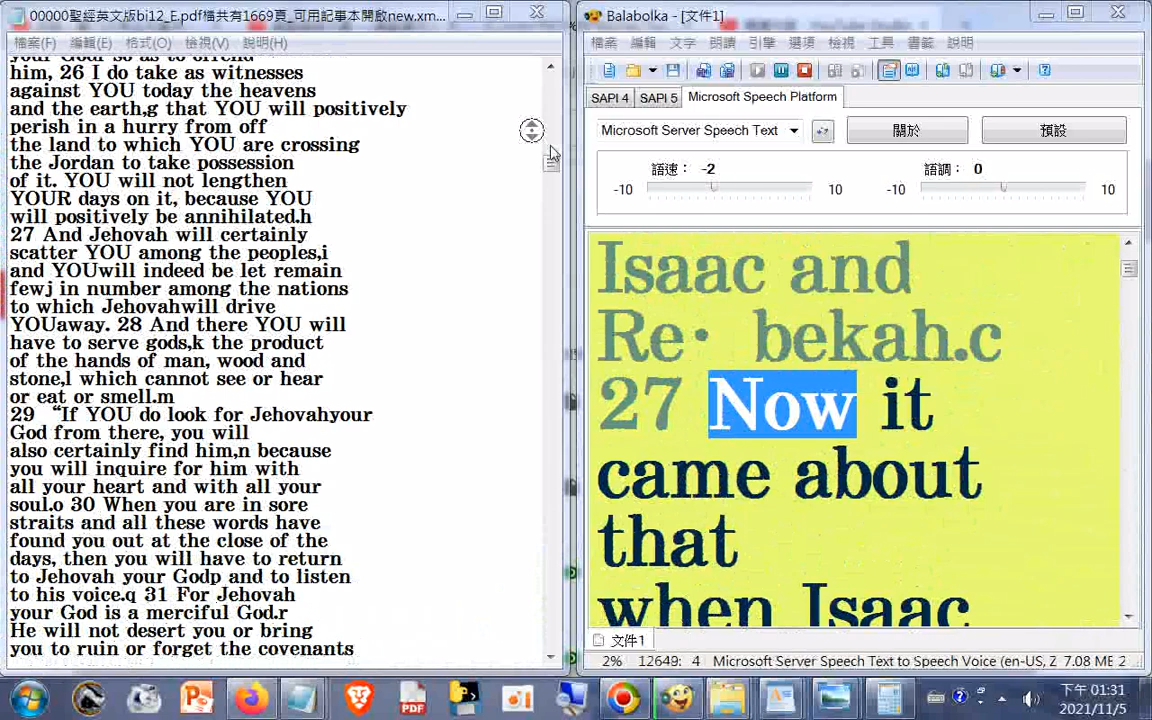 00000聖經英文版bi12_E.pdf檔共有1669頁_可用記事本開啟new.xm...
檔案(F) 編輯(E) 格式(O) 檢視(V) 說明(H)
him, 26 I do take as witnesses
against YOU today the heavens
and the earth,g that YOU will positively
perish in a hurry from off
the land to which YOU are crossing
the Jordan to take possession
of it. YOU will not lengthen
YOUR days on it, because YOU
will positively be annihilated.h
27 And Jehovah will certainly
scatter YOU among the peoples,i
and YOUwill indeed be let remain
fewj in number among the nations
to which Jehovahwill drive
YOUaway. 28 And there YOU will
have to serve gods,k the product
of the hands of man, wood and
stone,l which cannot see or hear
or eat or smell.m
29 “If YOU do look for Jehovahyour
God from there, you will
also certainly find him,n because
you will inquire for him with
all your heart and with all your
soul.o 30 When you are in sore
straits and all these words have
found you out at the close of the
days, then you will have to return
to Jehovah your Godp and to listen
to his voice.q 31 For Jehovah
your God is a merciful God.r
He will not desert you or bring
you to ruin or forget the covenants
Balabolka - [文件1]
檔案 編輯 文字 朗讀 引擎 選項 檢視 工具 書籤 說明
SAPI 4 SAPI 5 Microsoft Speech Platform
Microsoft Server Speech Text 關於 預設
語速: -2 語調: 0
-10 10 -10 10
Isaac and
Re· bekah.c
27 Now it
came about
that
when Isaac
文件1
2% 12649: 4 Microsoft Server Speech Text to Speech Voice (en-US, Z 7.08 ME 2
下午 01:31
2021/11/5